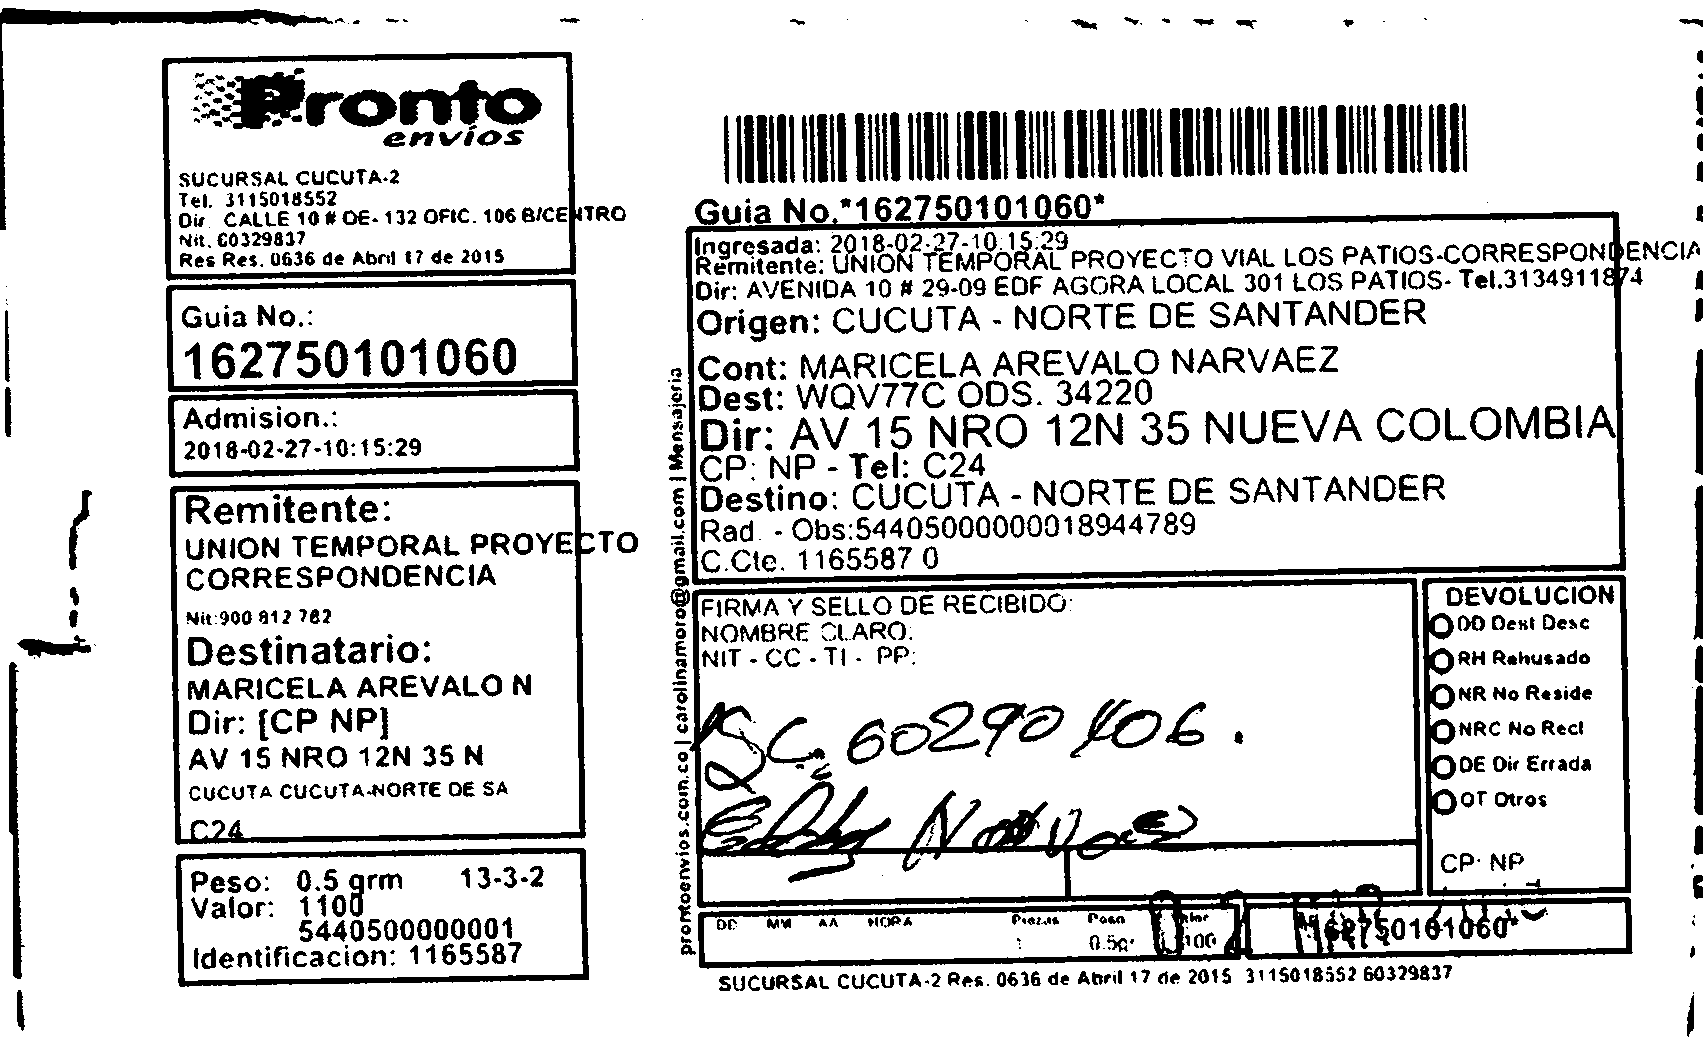 Pronto
envíos
SUCURSAL CUCUTA-2
Tel. 3115018552
Dir CALLE 10 # OE- 132 OFIC. 106 B/CENTRO
Nit. 60329837
Res Res. 0636 de Abril 17 de 2015
Guia No.:
162750101060
Admision.:
2018-02-27-10:15:29
Remitente:
UNION TEMPORAL PROYECTO
CORRESPONDENCIA
Nit:900 812 782
Destinatario:
MARICELA AREVALO N
Dir: [CP NP]
AV 15 NRO 12N 35 N
CUCUTA CUCUTA-NORTE DE SA
C24
Peso: 0.5 grm 13-3-2
Valor: 1100
5440500000001
Identificacion: 1165587
prontoenvios.com.co | carolinamoro@gmail.com | Mensajeria
Guia No.*162750101060*
Ingresada: 2018-02-27-10:15:29
Remitente: UNION TEMPORAL PROYECTO VIAL LOS PATIOS-CORRESPONDENCIA
Dir: AVENIDA 10 # 29-09 EDF AGORA LOCAL 301 LOS PATIOS- Tel.3134911874
Origen: CUCUTA - NORTE DE SANTANDER
Cont: MARICELA AREVALO NARVAEZ
Dest: WQV77C ODS. 34220
Dir: AV 15 NRO 12N 35 NUEVA COLOMBIA
CP: NP - Tel: C24
Destino: CUCUTA - NORTE DE SANTANDER
Rad. - Obs:54405000000018944789
C.Cte. 1165587 0
FIRMA Y SELLO DE RECIBIDO:
NOMBRE CLARO:
NIT - CC - TI - PP:
60290406.
DEVOLUCION
DD Dest Desc
RH Rehusado
NR No Reside
NRC No Recl
DE Dir Errada
OT Otros
CP: NP
DD MM AA HORA Piezas Peso Valor
1 0.5gr 1100 *162750101060*
SUCURSAL CUCUTA-2 Res. 0636 de Abril 17 de 2015 3115018552 60329837